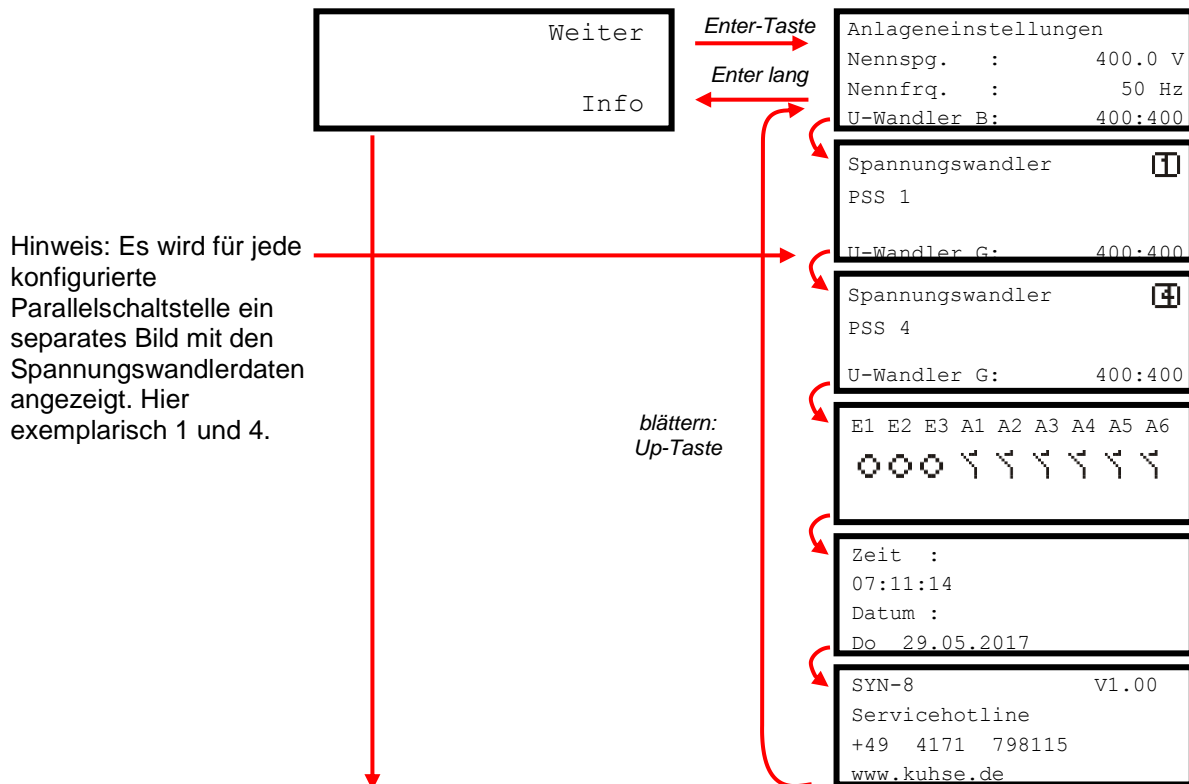 Weiter
Info
Enter-Taste
Enter lang
Anlageneinstellungen
Nennspg. : 400.0 V
Nennfrq. : 50 Hz
U-Wandler B: 400:400
Spannungswandler 1
PSS 1
U-Wandler G: 400:400
Hinweis: Es wird für jede
konfigurierte
Parallelschaltstelle ein
separates Bild mit den
Spannungswandlerdaten
angezeigt. Hier
exemplarisch 1 und 4.
Spannungswandler 4
PSS 4
U-Wandler G: 400:400
blättern:
Up-Taste
E1 E2 E3 A1 A2 A3 A4 A5 A6
Zeit :
07:11:14
Datum :
Do 29.05.2017
SYN-8 V1.00
Servicehotline
+49 4171 798115
www.kuhse.de